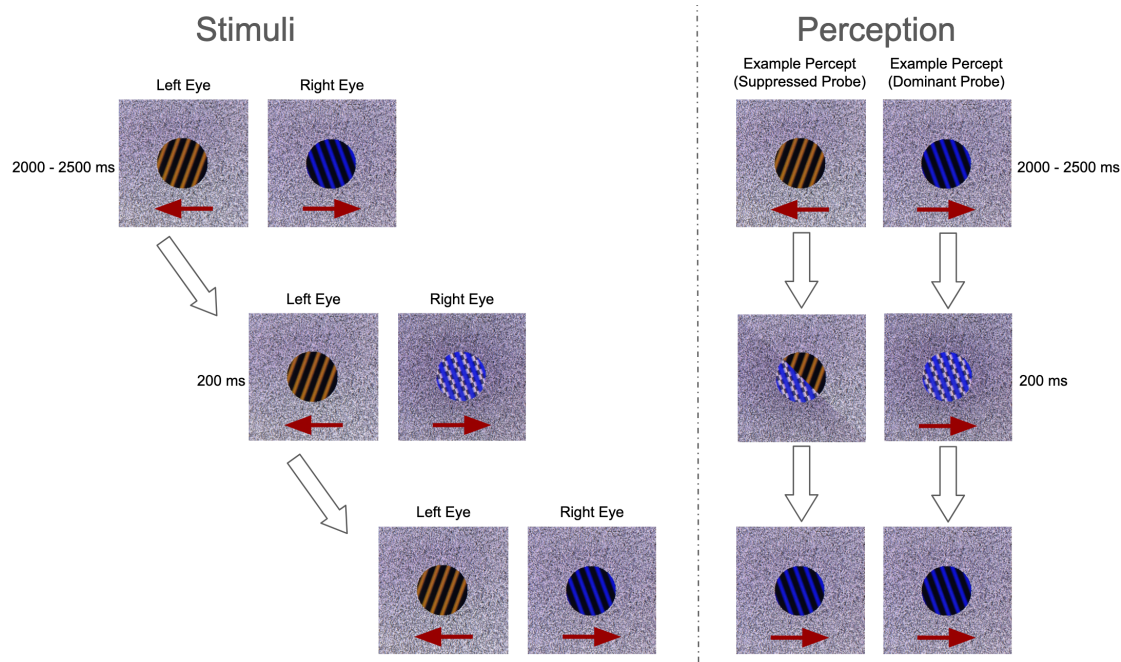 Stimuli
Perception
Left Eye
Right Eye
Example Percept
(Suppressed Probe)
Example Percept
(Dominant Probe)
2000 - 2500 ms
2000 - 2500 ms
Left Eye
Right Eye
200 ms
200 ms
Left Eye
Right Eye